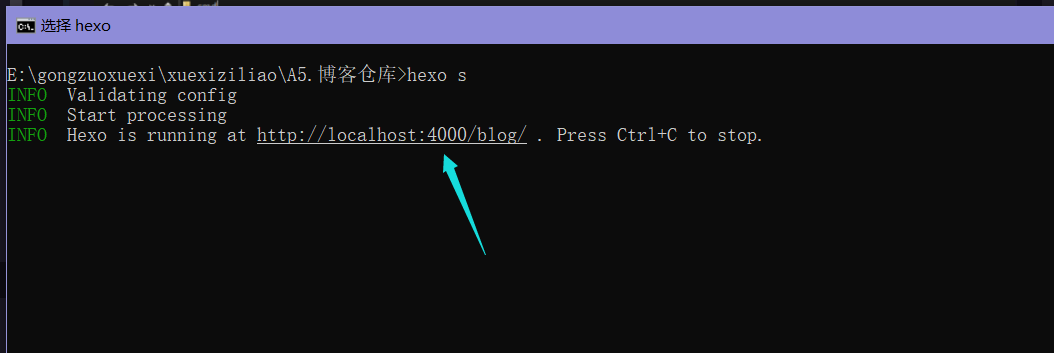 选择 hexo
E:\gongzuoxuexi\xuexiziliao\A5.博客仓库>hexo s
INFO  Validating config
INFO  Start processing
INFO  Hexo is running at http://localhost:4000/blog/ . Press Ctrl+C to stop.